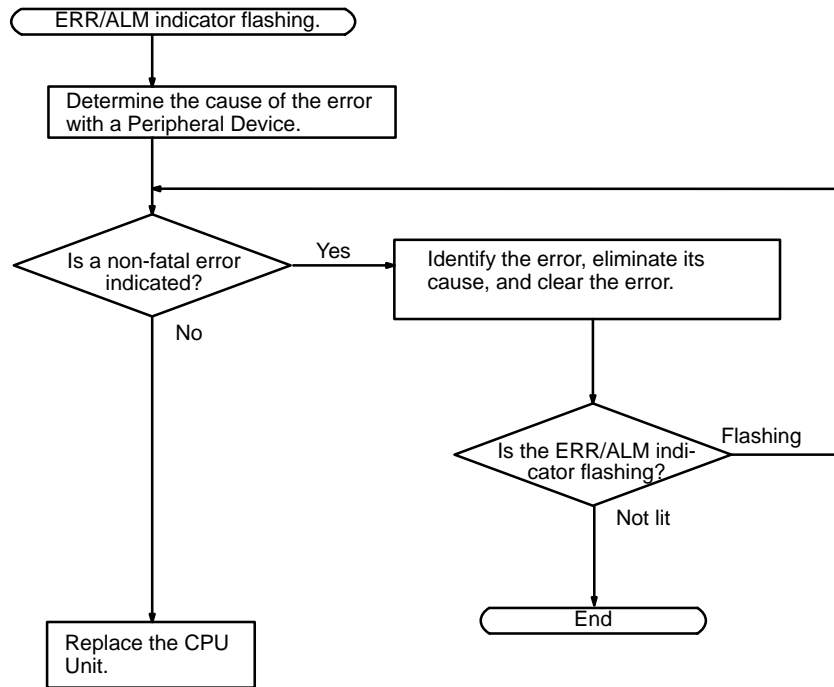 ERR/ALM indicator flashing.
Determine the cause of the error
with a Peripheral Device.
Is a non-fatal error
indicated?
Yes
Identify the error, eliminate its
cause, and clear the error.
No
Is the ERR/ALM indi-
cator flashing?
Flashing
Not lit
End
Replace the CPU
Unit.